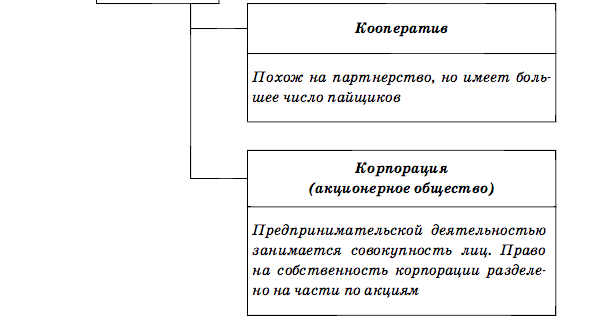 Кооператив
Похож на партнерство, но имеет боль-
шее число пайщиков
Корпорация
(акционерное общество)
Предпринимательской деятельностью
занимается совокупность лиц. Право
на собственность корпорации разделе-
но на части по акциям